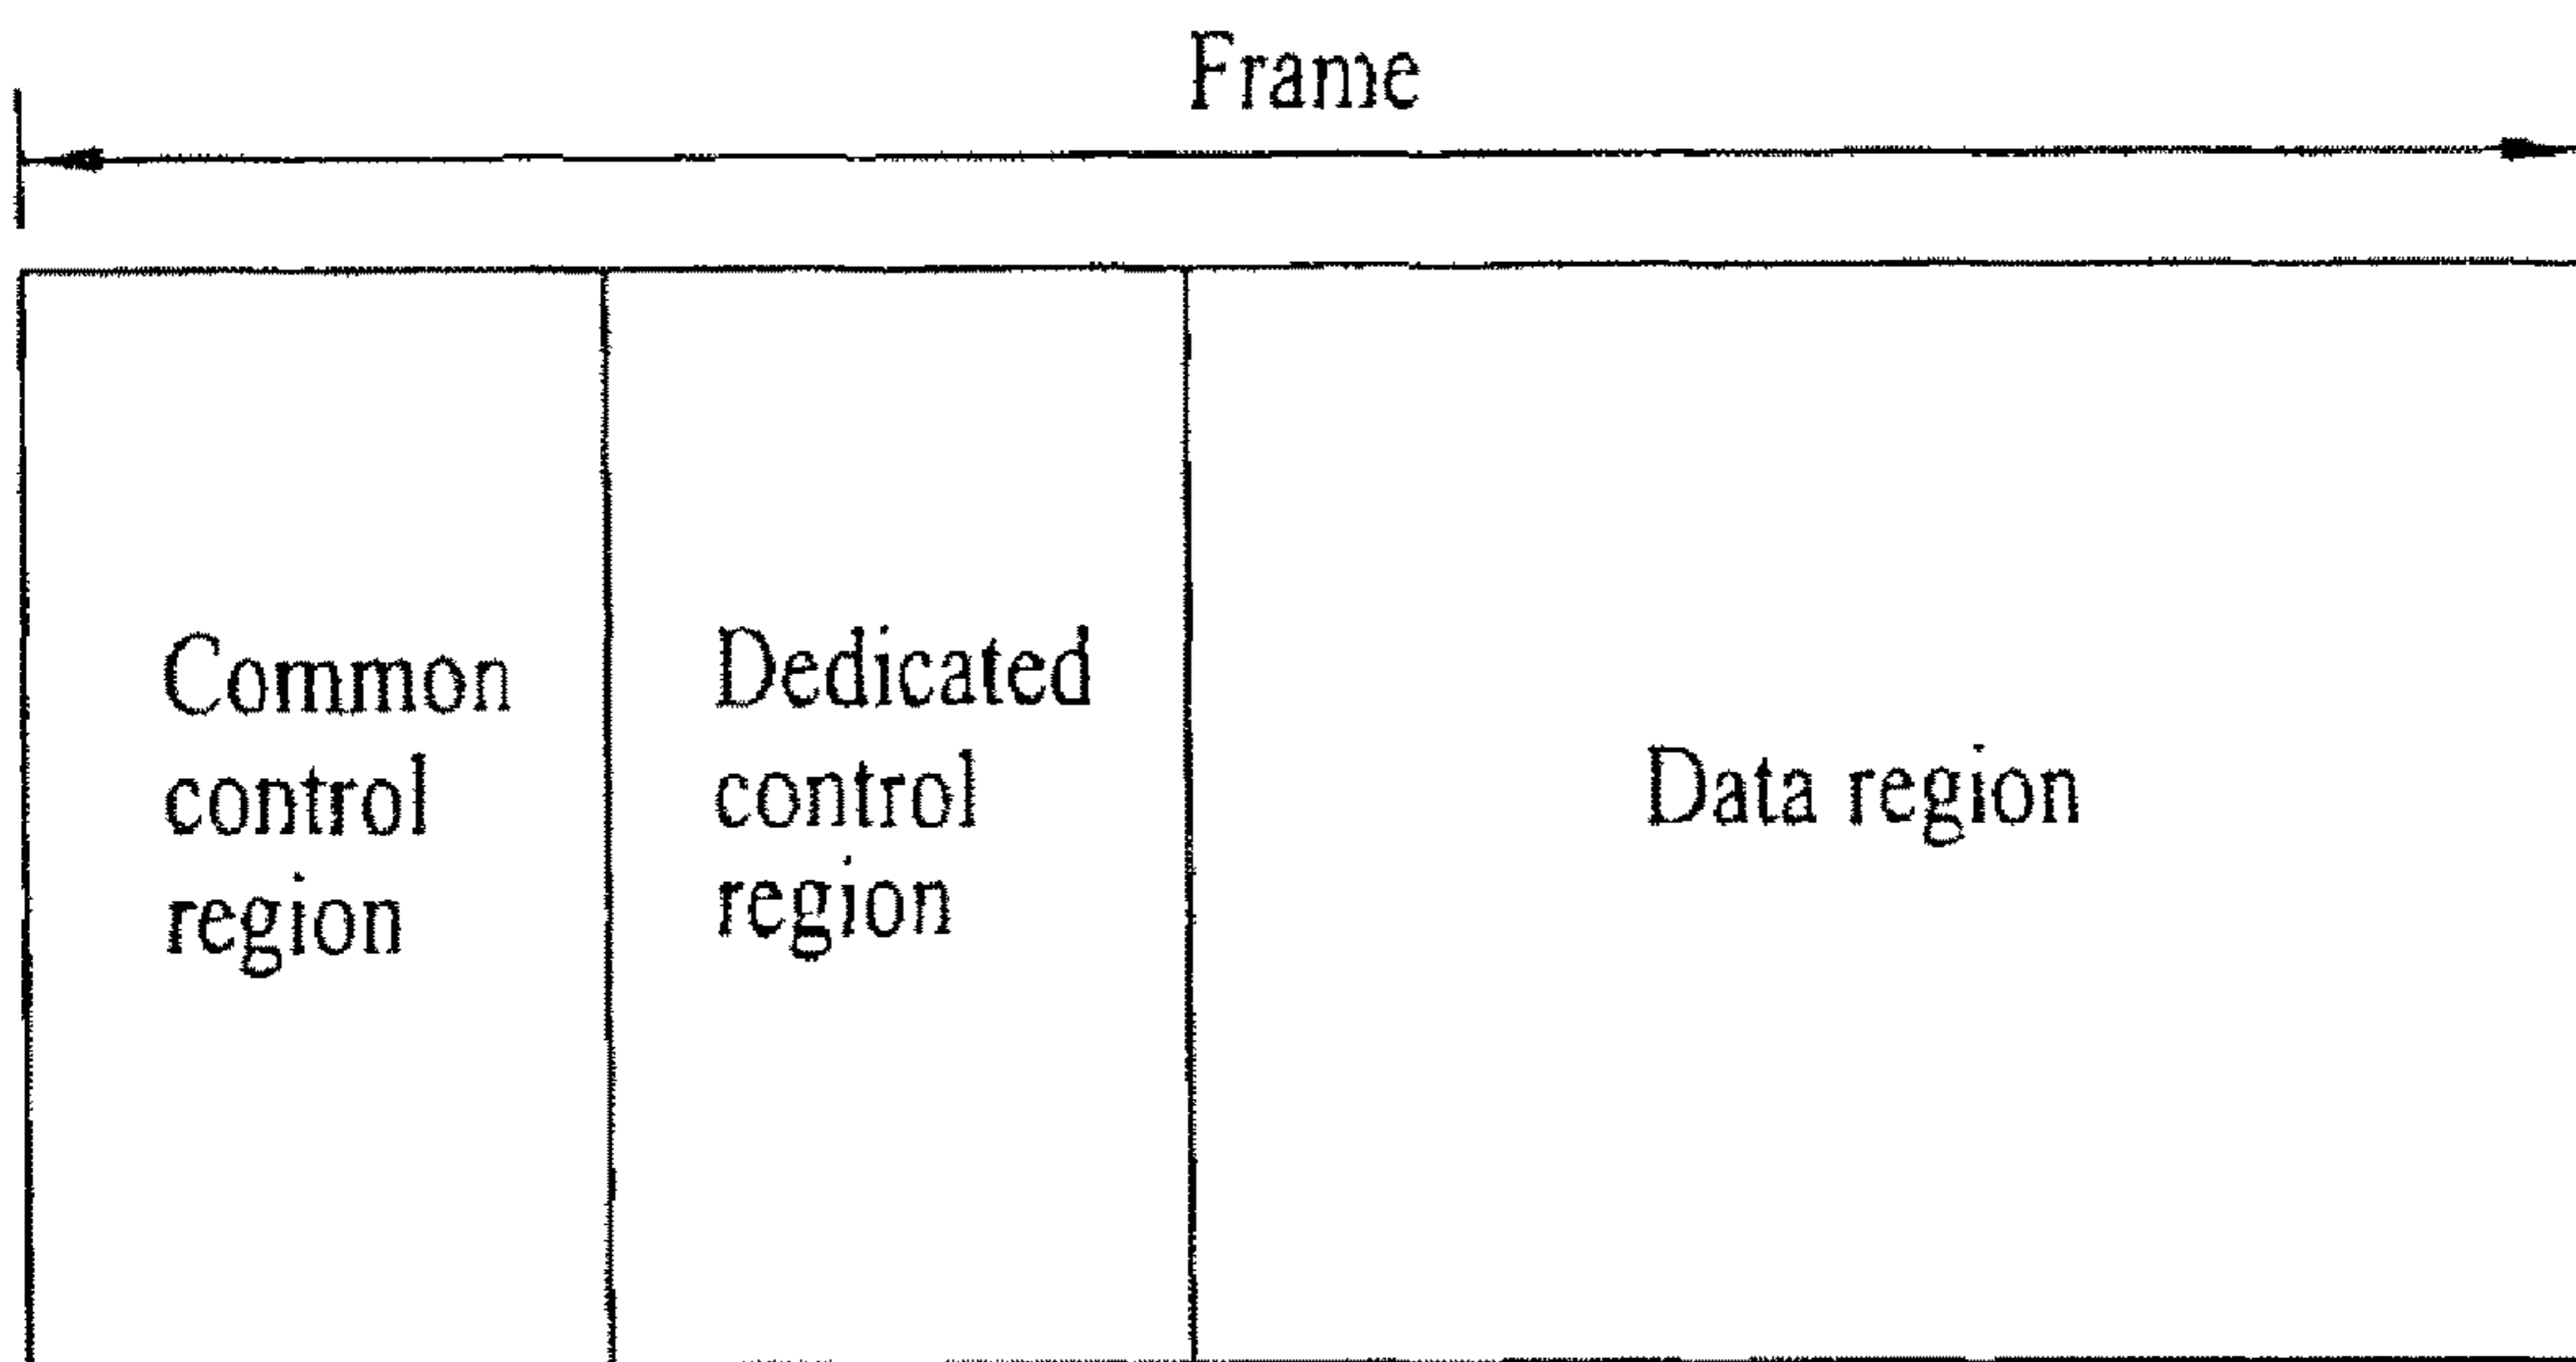 Frame
Common
control
region
Dedicated
control
region
Data region